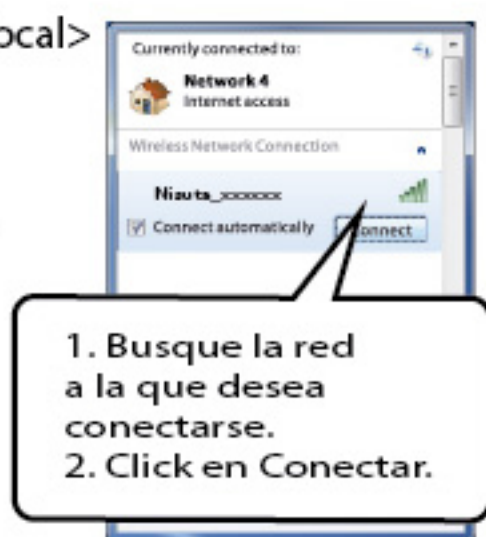 ocal>
Currently connected to:
Network 4
Internet access
Wireless Network Connection
Niauta_xxxxxx
Connect automatically
onnect
1. Busque la red
a la que desea
conectarse.
2. Click en Conectar.